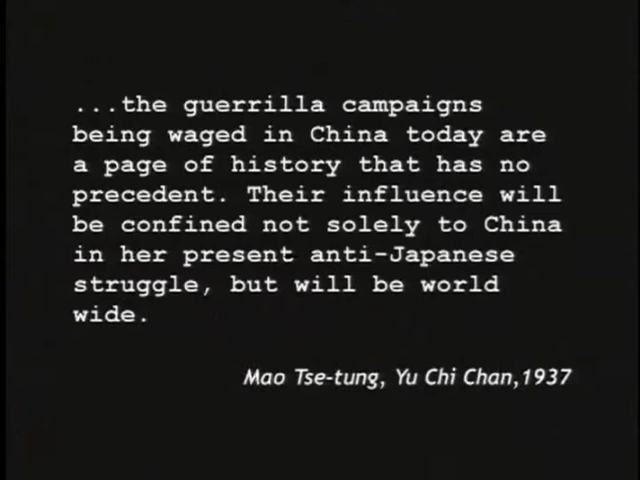 ...the guerrilla campaigns
being waged in China today are
a page of history that has no
precedent. Their influence will
be confined not solely to China
in her present anti-Japanese
struggle, but will be world
wide.
Mao Tse-tung, Yu Chi Chan,1937